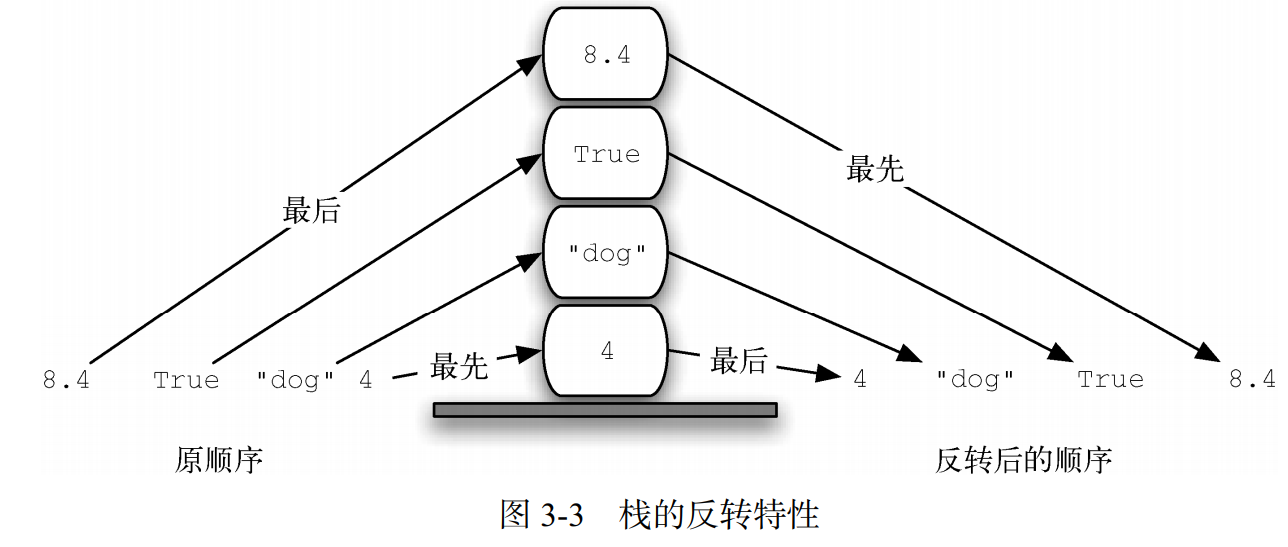 8.4
True
最先
最后
"dog"
4
最先
最后
8.4 True "dog" 4
4 "dog" True 8.4
原顺序
反转后的顺序
图 3-3 栈的反转特性